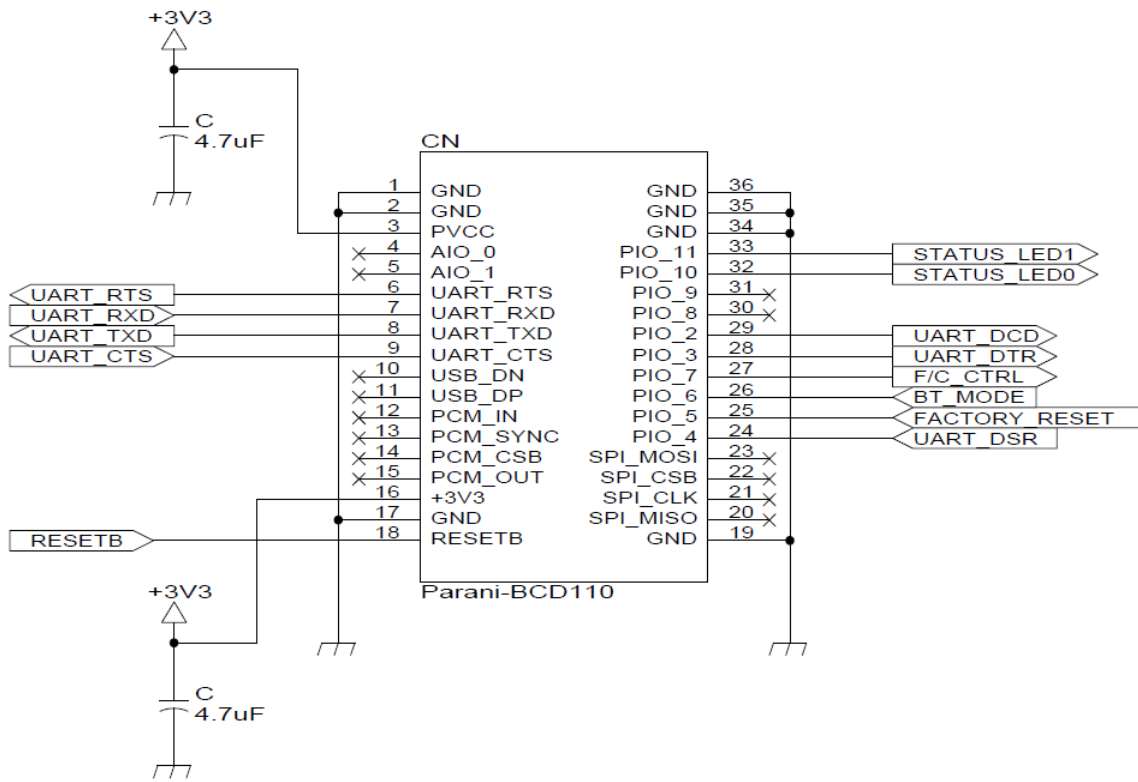 +3V3
C
4.7uF
CN
1 GND
2 GND
3 PVCC
4 AIO_0
5 AIO_1
UART_RTS 6 UART_RTS
UART_RXD 7 UART_RXD
UART_TXD 8 UART_TXD
UART_CTS 9 UART_CTS
10 USB_DN
11 USB_DP
12 PCM_IN
13 PCM_SYNC
14 PCM_CSB
15 PCM_OUT
16 +3V3
17 GND
RESETB 18 RESETB
GND 36
GND 35
GND 34
PIO_11 33 STATUS_LED1
PIO_10 32 STATUS_LED0
PIO_9 31
PIO_8 30
PIO_2 29 UART_DCD
PIO_3 28 UART_DTR
PIO_7 27 F/C_CTRL
PIO_6 26 BT_MODE
PIO_5 25 FACTORY_RESET
PIO_4 24 UART_DSR
SPI_MOSI 23
SPI_CSB 22
SPI_CLK 21
SPI_MISO 20
GND 19
Parani-BCD110
+3V3
C
4.7uF